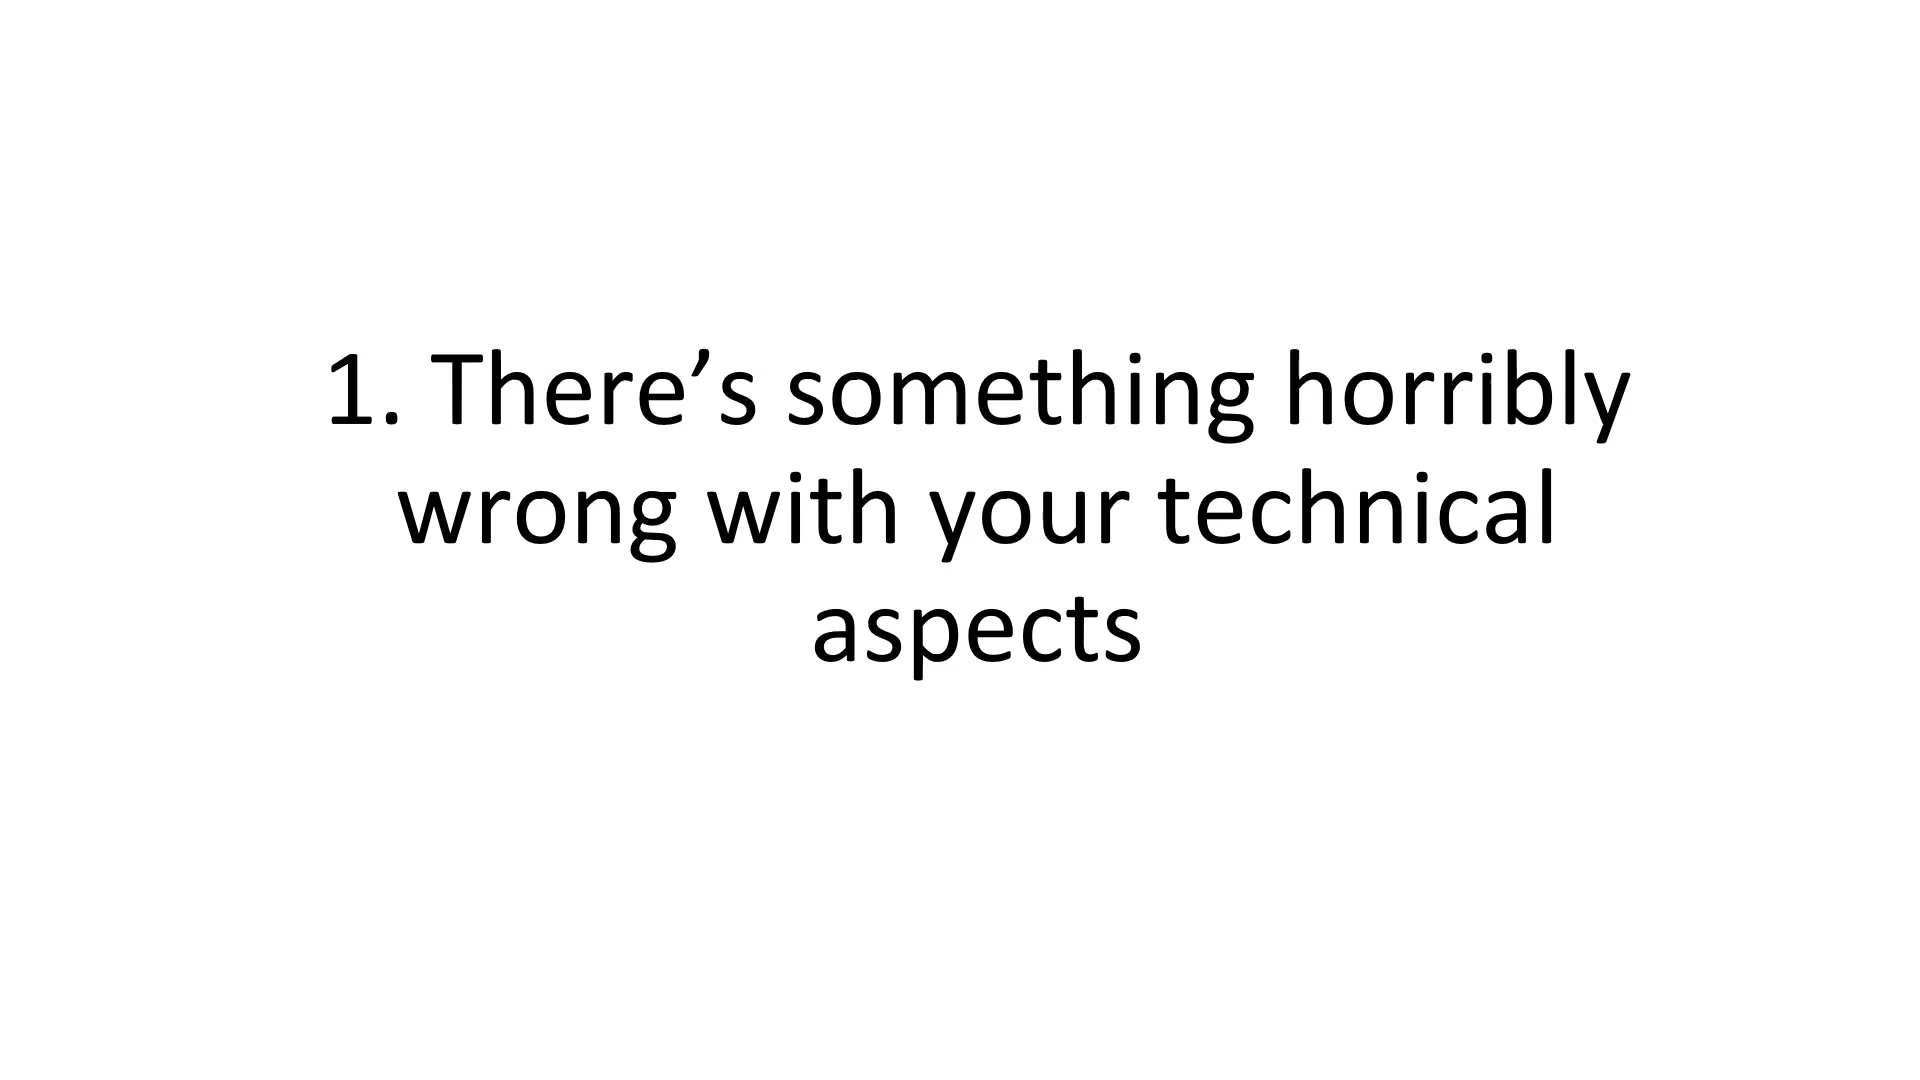 1. There’s something horribly
wrong with your technical
aspects